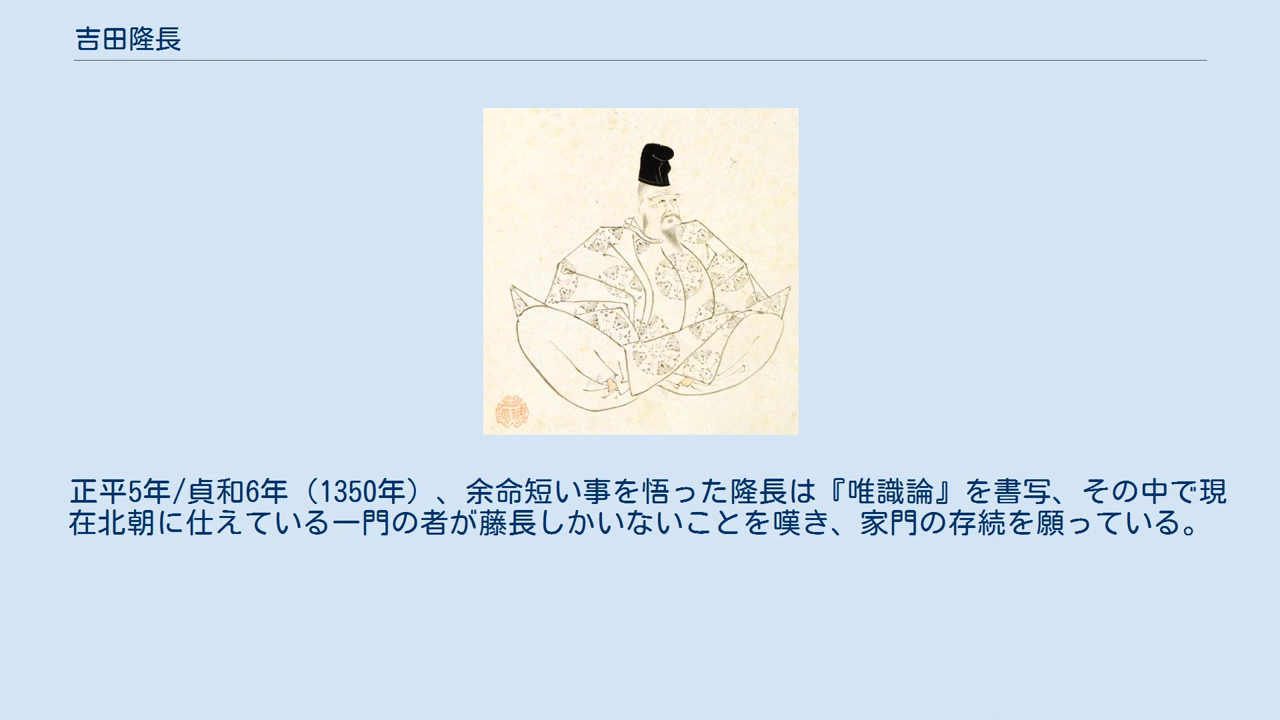 吉田隆長
正平5年/貞和6年（1350年）、余命短い事を悟った隆長は『唯識論』を書写、その中で現
在北朝に仕えている一門の者が藤長しかいないことを嘆き、家門の存続を願っている。